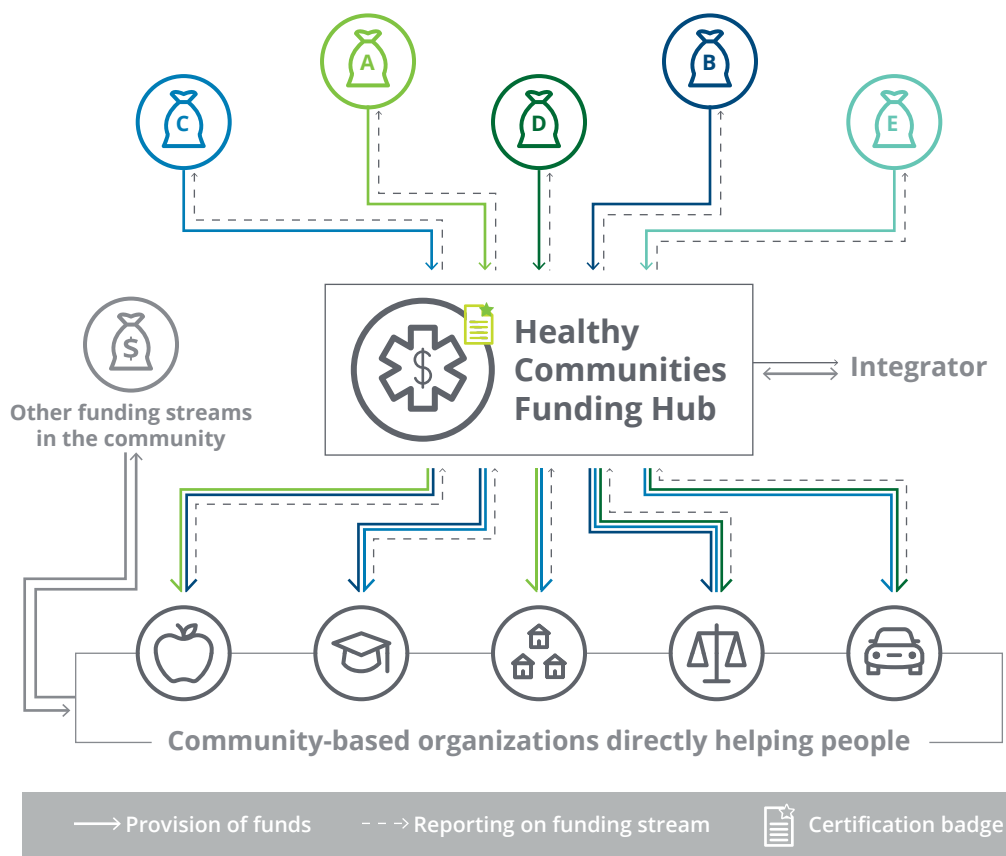 A
B
C
D
E
Healthy
Communities
Funding Hub
$
Integrator
$
Other funding streams
in the community
Community-based organizations directly helping people
Provision of funds
Reporting on funding stream
Certification badge